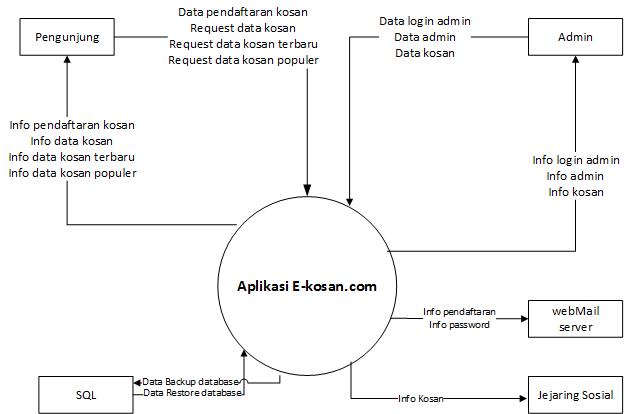 Pengunjung
Data pendaftaran kosan
Request data kosan
Request data kosan terbaru
Request data kosan populer
Data login admin
Data admin
Data kosan
Admin
Info pendaftaran kosan
Info data kosan
Info data kosan terbaru
Info data kosan populer
Info login admin
Info admin
Info kosan
Aplikasi E-kosan.com
Info pendaftaran
Info password
webMail
server
SQL
Data Backup database
Data Restore database
Info Kosan
Jejaring Sosial